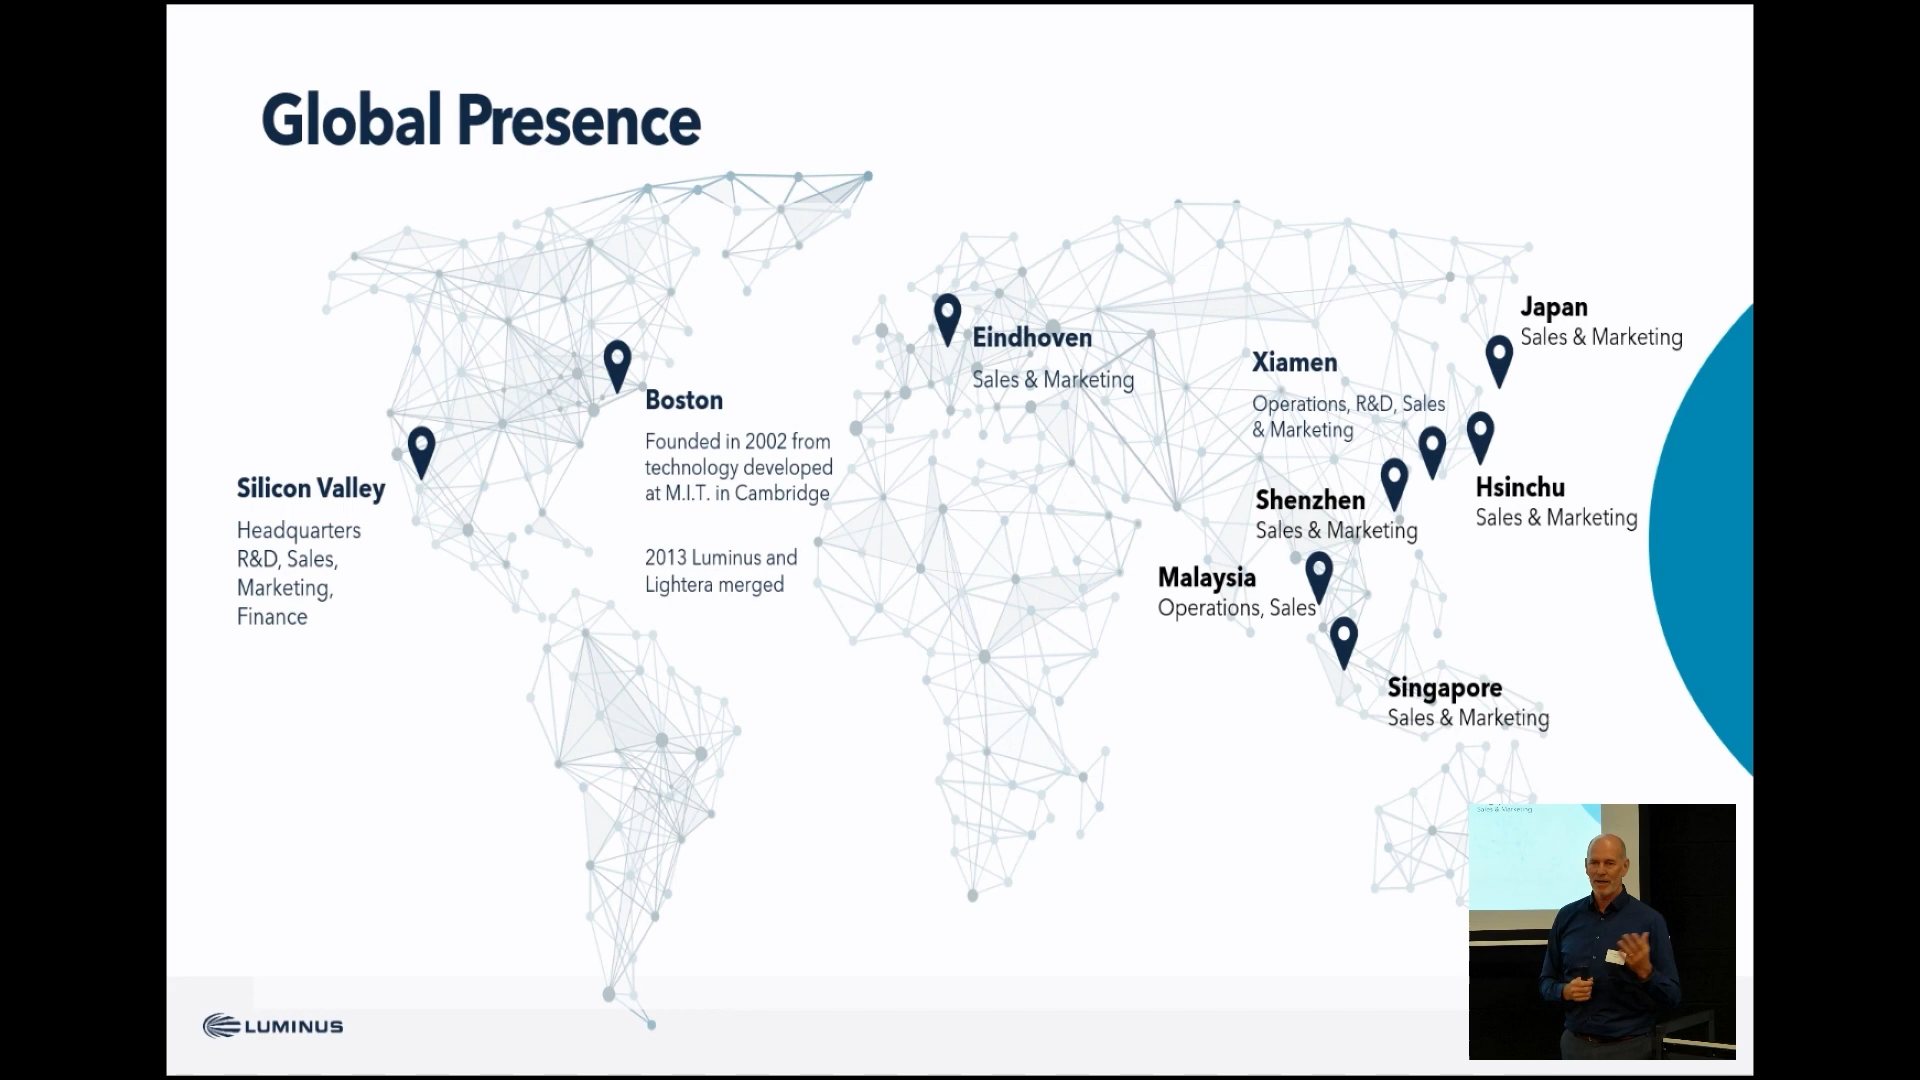 Global Presence
Japan
Sales & Marketing
Eindhoven
Sales & Marketing
Xiamen
Operations, R&D, Sales
& Marketing
Boston
Founded in 2002 from
technology developed
at M.I.T. in Cambridge
2013 Luminus and
Lightera merged
Silicon Valley
Headquarters
R&D, Sales,
Marketing,
Finance
Hsinchu
Sales & Marketing
Shenzhen
Sales & Marketing
Malaysia
Operations, Sales
Singapore
Sales & Marketing
Sales & Marketing
LUMINUS